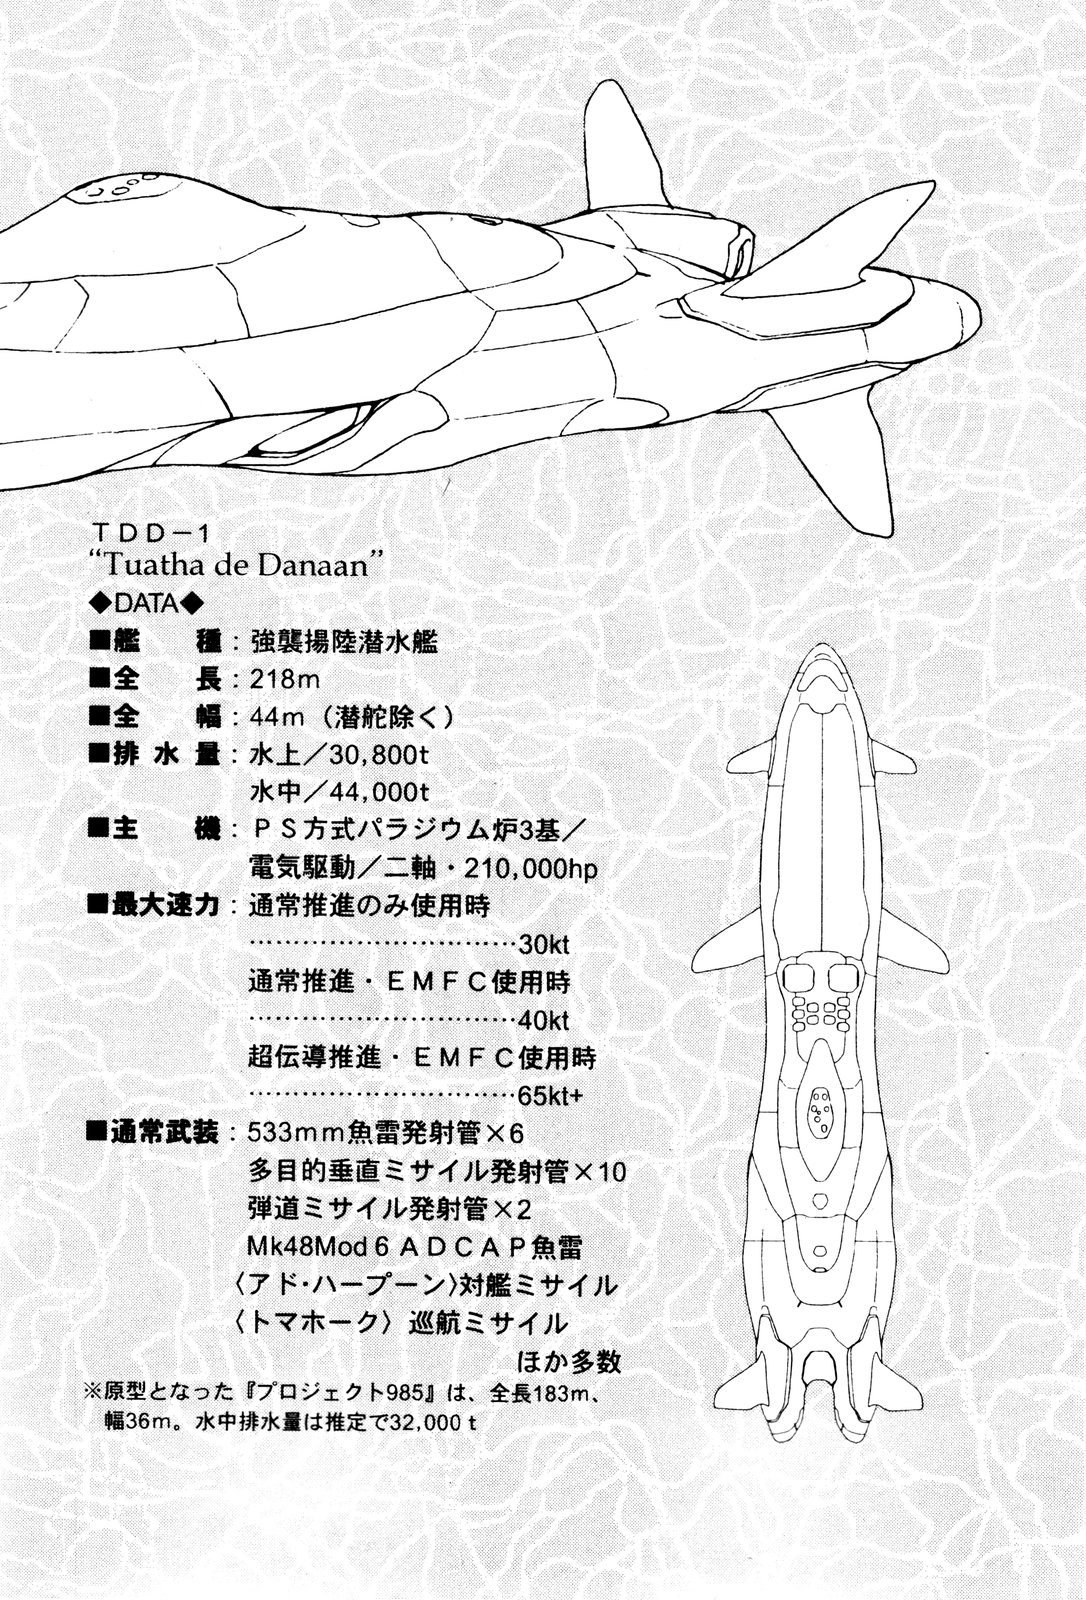 TDD−1
“Tuatha de Danaan”
◆DATA◆
■艦種：強襲揚陸潜水艦
■全長：218m
■全幅：44m（潜舵除く）
■排水量：水上／30,800t
水中／44,000t
■主機：ＰＳ方式パラジウム炉3基／
電気駆動／二軸・210,000hp
■最大速力：通常推進のみ使用時
…………………………30kt
通常推進・ＥＭＦＣ使用時
…………………………40kt
超伝導推進・ＥＭＦＣ使用時
…………………………65kt+
■通常武装：533mm魚雷発射管×6
多目的垂直ミサイル発射管×10
弾道ミサイル発射管×2
Mk48Mod６ＡＤＣＡＰ魚雷
〈アド・ハープーン〉対艦ミサイル
〈トマホーク〉巡航ミサイル
ほか多数
※原型となった『プロジェクト985』は、全長183m、
幅36m。水中排水量は推定で32,000ｔ